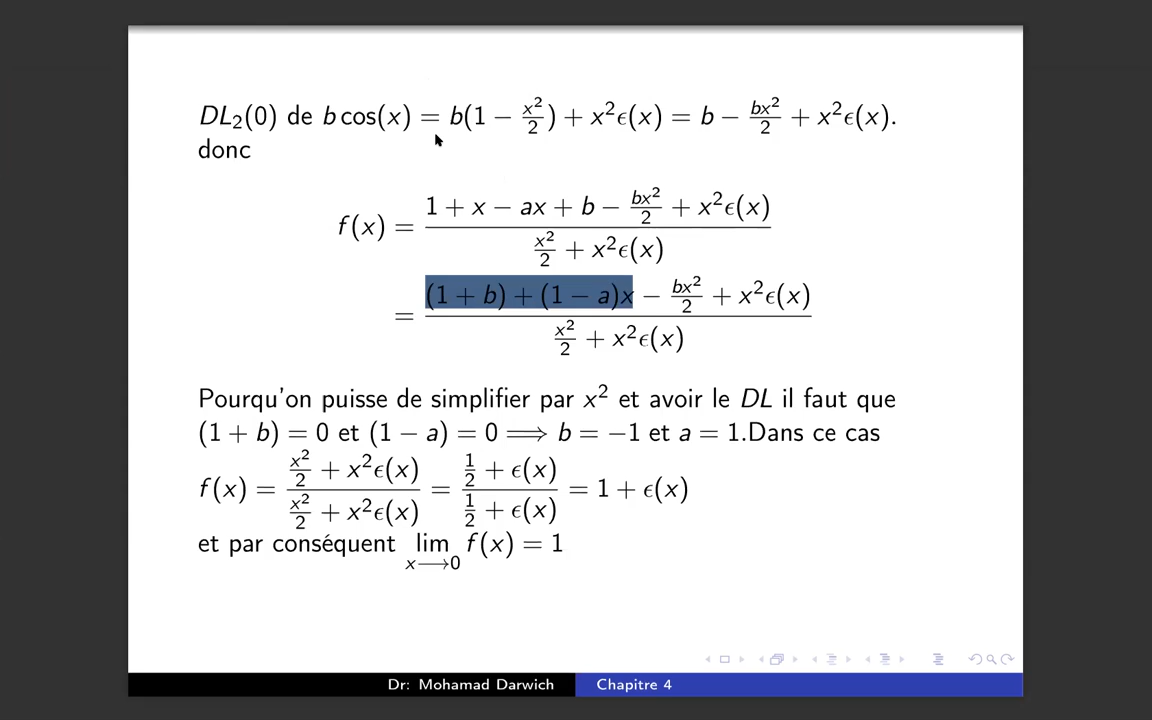 DL₂(0) de b cos(x) = b(1 − x²/2) + x²ϵ(x) = b − bx²/2 + x²ϵ(x).
donc
f(x) = (1 + x − ax + b − bx²/2 + x²ϵ(x)) / (x²/2 + x²ϵ(x))
= ((1 + b) + (1 − a)x − bx²/2 + x²ϵ(x)) / (x²/2 + x²ϵ(x))
Pourqu'on puisse de simplifier par x² et avoir le DL il faut que
(1 + b) = 0 et (1 − a) = 0 ⟹ b = −1 et a = 1.Dans ce cas
f(x) = (x²/2 + x²ϵ(x)) / (x²/2 + x²ϵ(x)) = (1/2 + ϵ(x)) / (1/2 + ϵ(x)) = 1 + ϵ(x)
et par conséquent lim x⟶0 f(x) = 1
Dr: Mohamad Darwich Chapitre 4